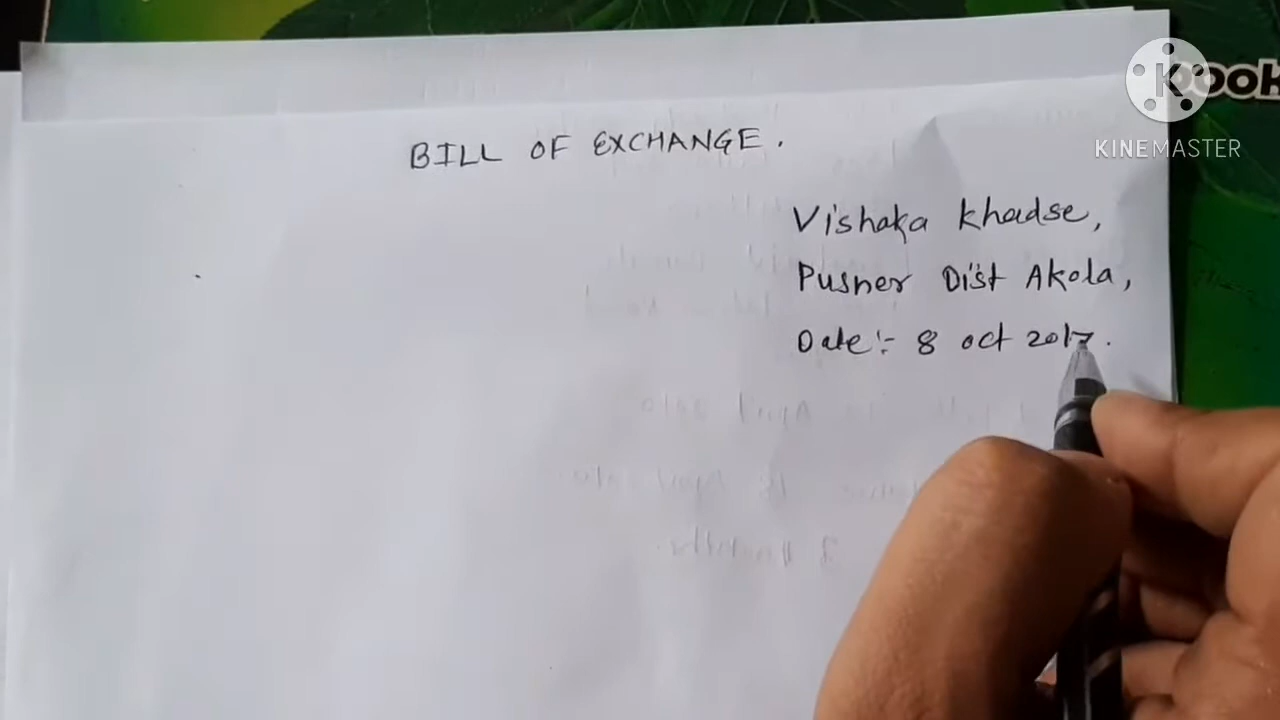 BILL OF EXCHANGE.
Vishaka Khadse,
Pusner Dist Akola,
Date:- 8 oct 2017.
KINEMASTER